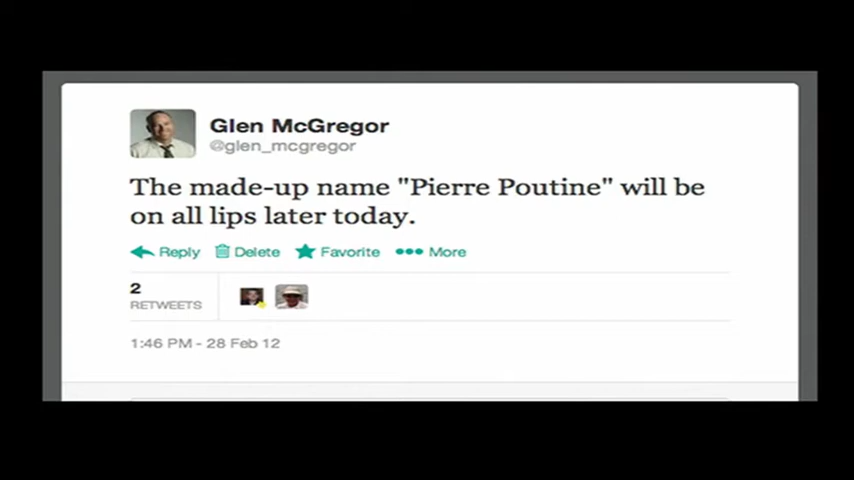 Glen McGregor
@glen_mcgregor
The made-up name "Pierre Poutine" will be
on all lips later today.
Reply Delete Favorite More
2
RETWEETS
1:46 PM - 28 Feb 12